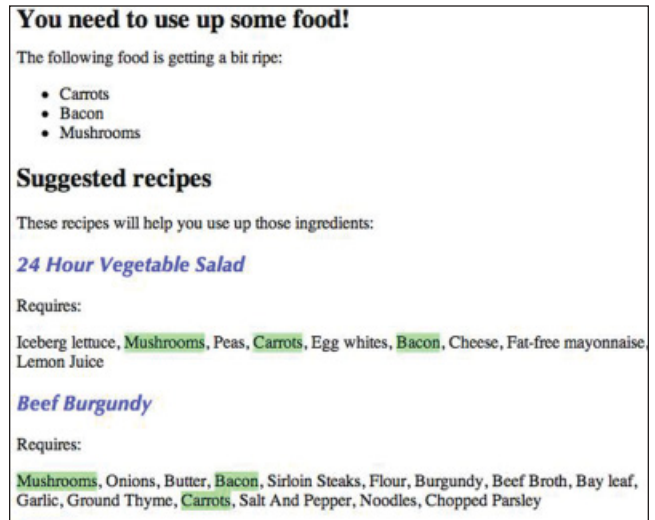 You need to use up some food!
The following food is getting a bit ripe:
• Carrots
• Bacon
• Mushrooms
Suggested recipes
These recipes will help you use up those ingredients:
24 Hour Vegetable Salad
Requires:
Iceberg lettuce, Mushrooms, Peas, Carrots, Egg whites, Bacon, Cheese, Fat-free mayonnaise,
Lemon Juice
Beef Burgundy
Requires:
Mushrooms, Onions, Butter, Bacon, Sirloin Steaks, Flour, Burgundy, Beef Broth, Bay leaf,
Garlic, Ground Thyme, Carrots, Salt And Pepper, Noodles, Chopped Parsley